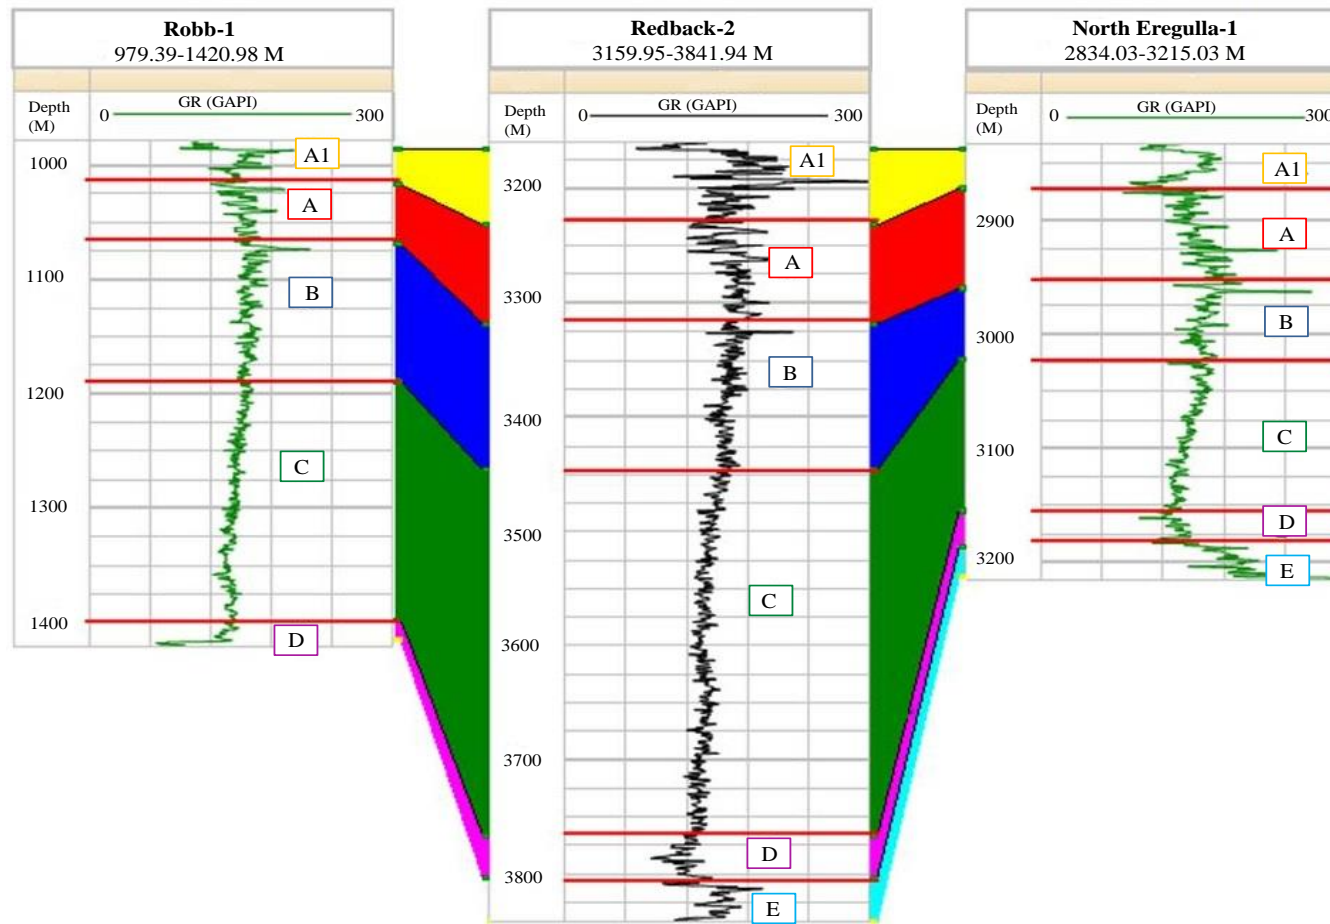 Robb-1
979.39-1420.98 M
Depth
(M)
GR (GAPI)
0
300
1000
1100
1200
1300
1400
A1
A
B
C
D
Redback-2
3159.95-3841.94 M
Depth
(M)
GR (GAPI)
0
300
3200
3300
3400
3500
3600
3700
3800
A1
A
B
C
D
E
North Eregulla-1
2834.03-3215.03 M
Depth
(M)
GR (GAPI)
0
300
2900
3000
3100
3200
A1
A
B
C
D
E